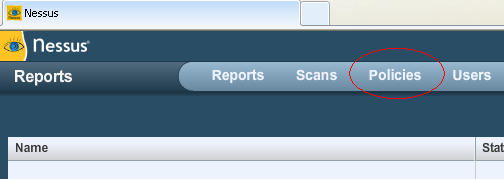 Nessus
Nessus®
Reports
Reports Scans Policies Users
Name Stat